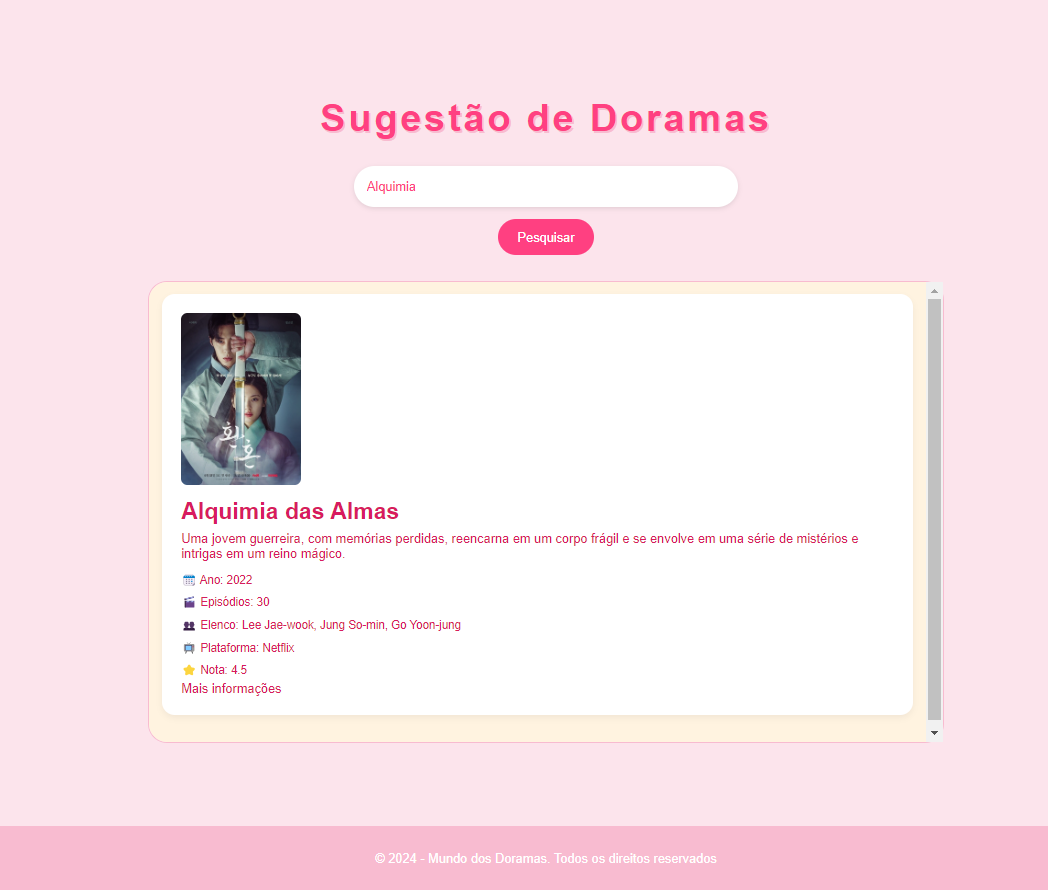 Sugestão de Doramas
Alquimia
Pesquisar
환혼
Alquimia das Almas
Uma jovem guerreira, com memórias perdidas, reencarna em um corpo frágil e se envolve em uma série de mistérios e
intrigas em um reino mágico.
Ano: 2022
Episódios: 30
Elenco: Lee Jae-wook, Jung So-min, Go Yoon-jung
Plataforma: Netflix
Nota: 4.5
Mais informações
© 2024 - Mundo dos Doramas. Todos os direitos reservados